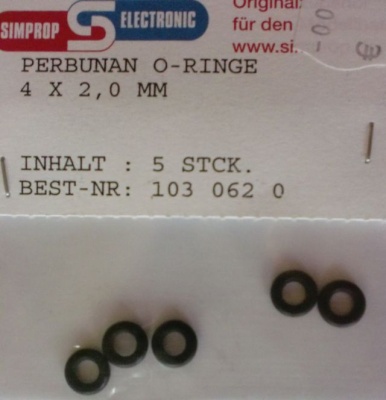 SIMPROP ELECTRONIC
Original
für den
www.si
PERBUNAN O-RINGE
4 X 2,0 MM
INHALT : 5 STCK.
BEST-NR: 103 062 0